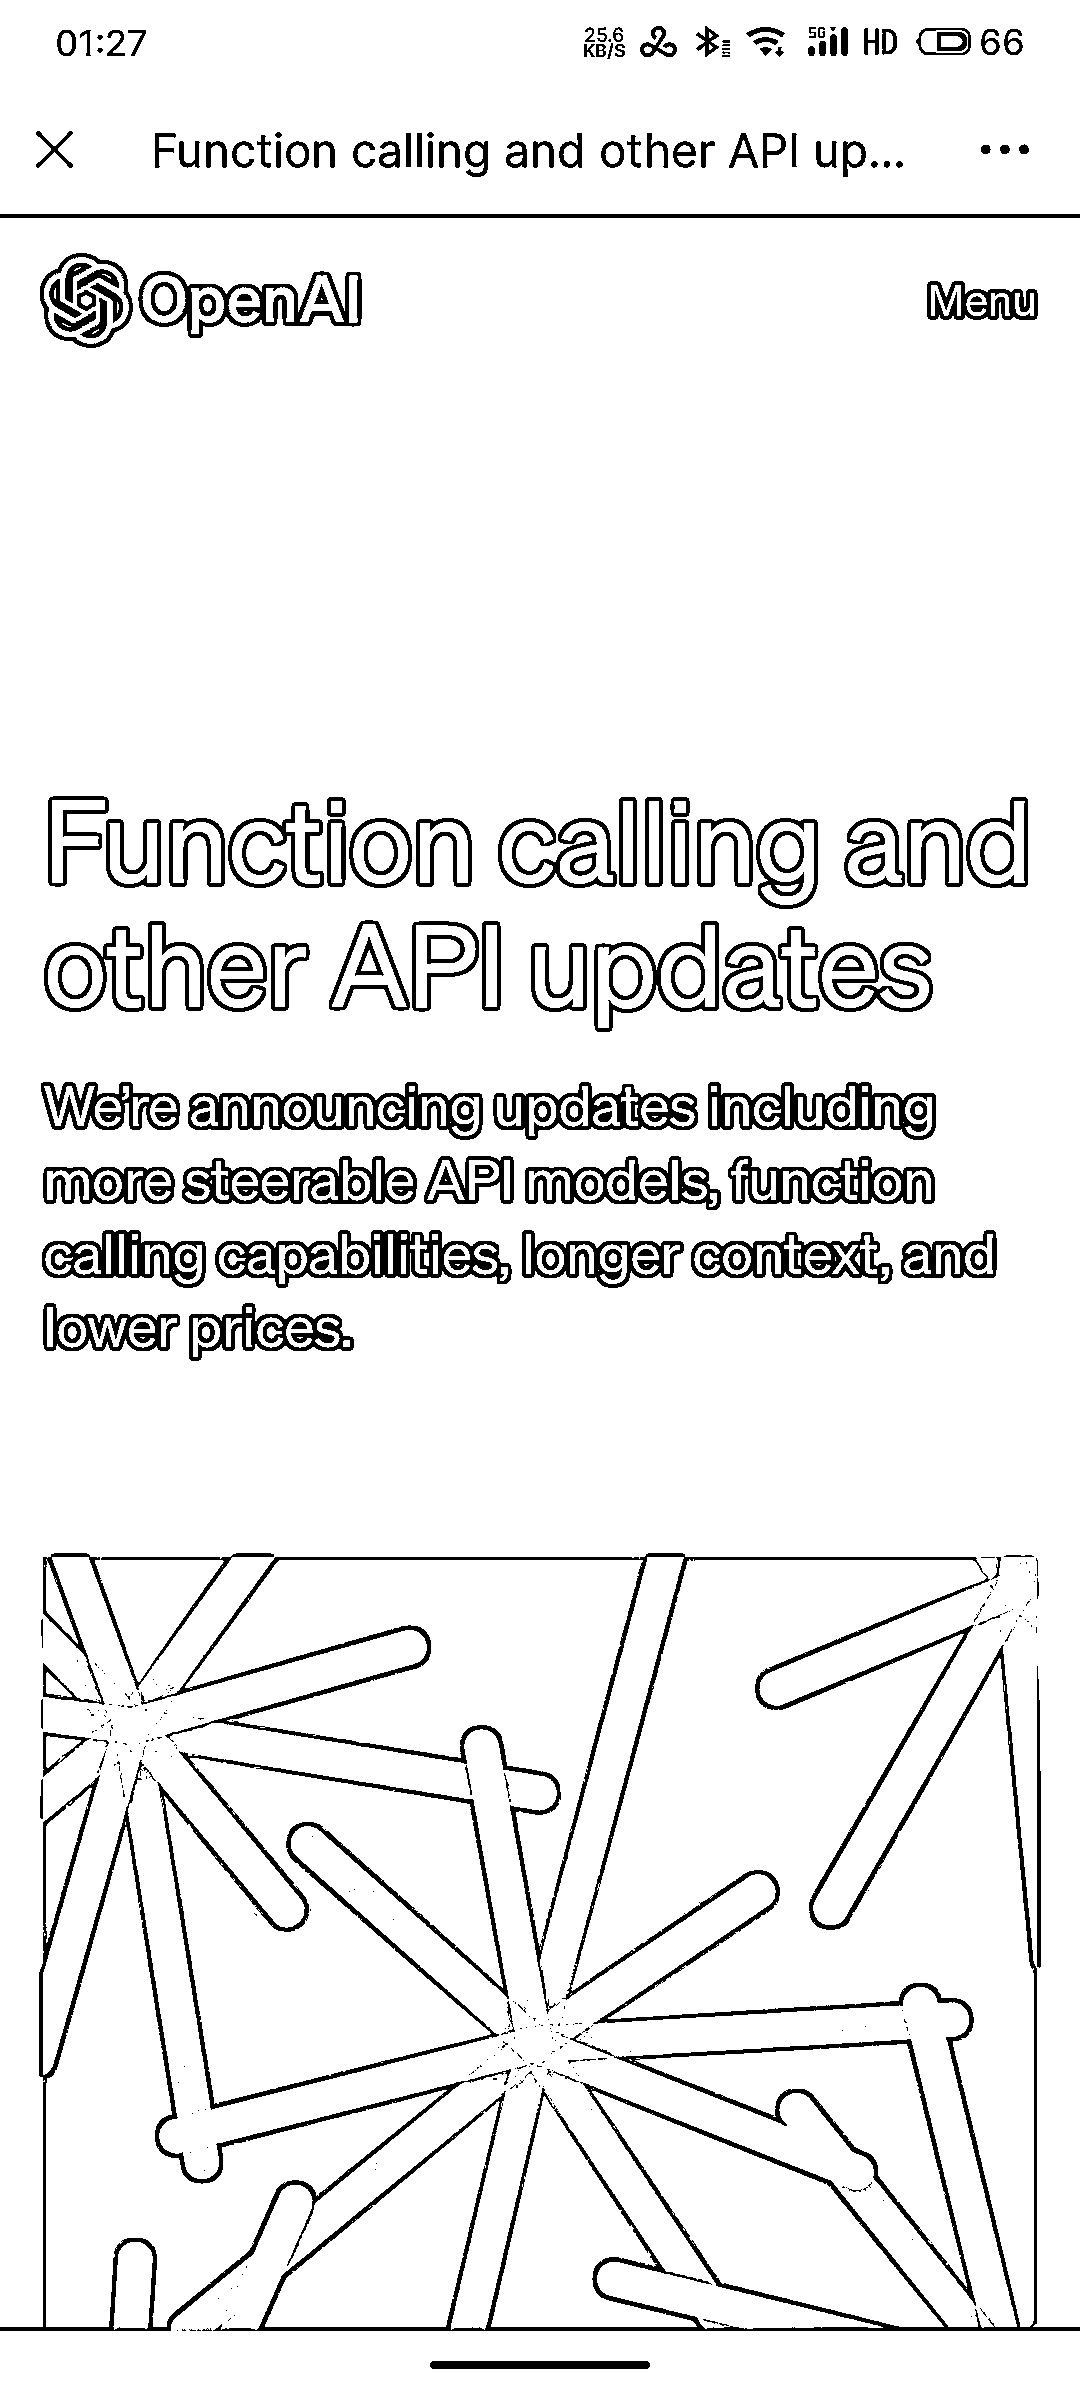 01:27
25.6 KB/S 5G HD 66
Function calling and other API up...
OpenAI
Menu
Function calling and
other API updates
We're announcing updates including
more steerable API models, function
calling capabilities, longer context, and
lower prices.